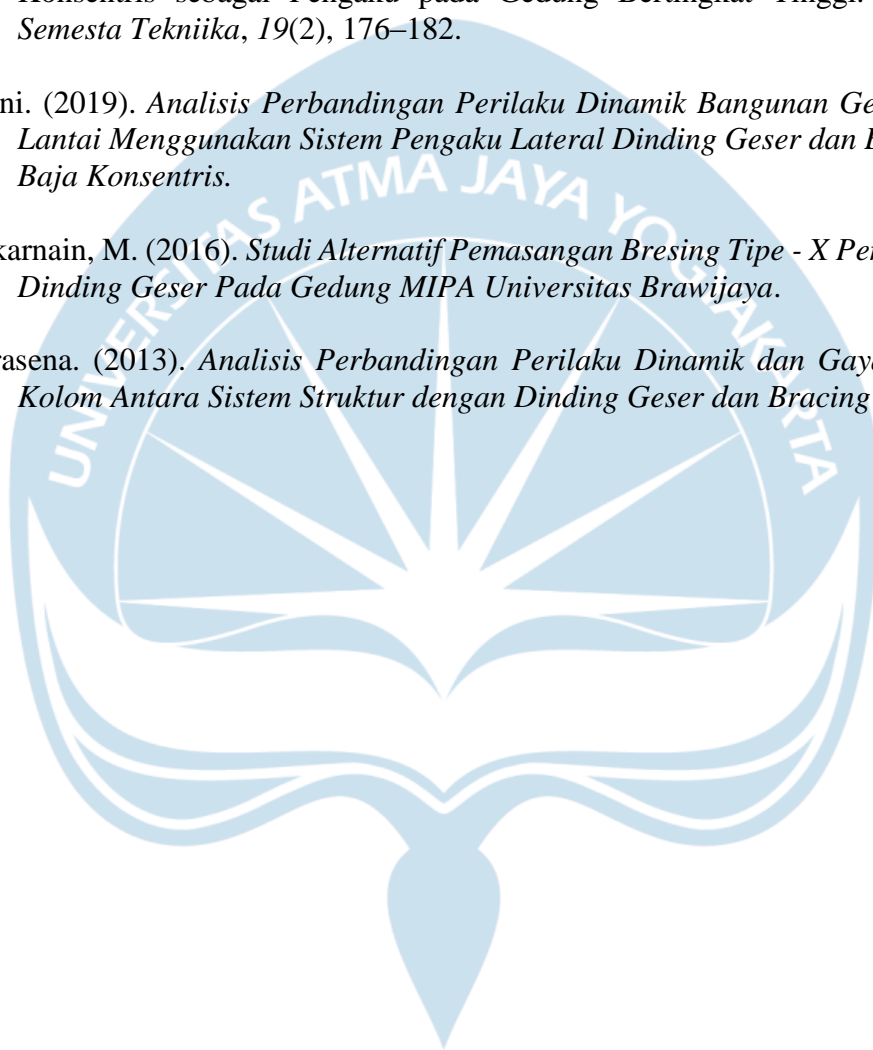 sebagai Pengaku pada Gedung Bertingkat Tinggi.
Semesta Tekniika, 19(2), 176–182.
ni. (2019). Analisis Perbandingan Perilaku Dinamik Bangunan Ge
Lantai Menggunakan Sistem Pengaku Lateral Dinding Geser dan
Baja Konsentris.
karnain, M. (2016). Studi Alternatif Pemasangan Bresing Tipe - X Pe
Dinding Geser Pada Gedung MIPA Universitas Brawijaya.
rasena. (2013). Analisis Perbandingan Perilaku Dinamik dan Gay
Kolom Antara Sistem Struktur dengan Dinding Geser dan Bracing
UNIVERSITAS ATMA JAYA YOGYAKARTA